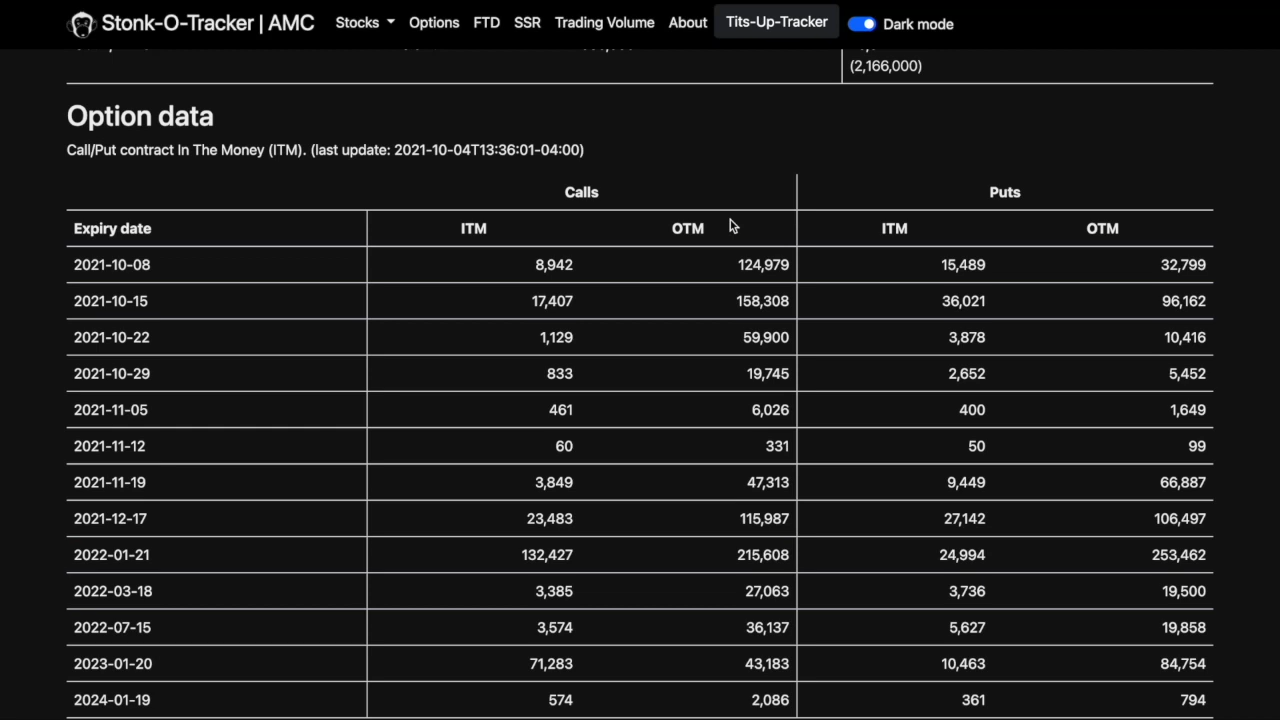 Stonk-O-Tracker | AMC Stocks Options FTD SSR Trading Volume About Tits-Up-Tracker Dark mode
(2,166,000)
Option data
Call/Put contract In The Money (ITM). (last update: 2021-10-04T13:36:01-04:00)
Calls Puts
Expiry date ITM OTM ITM OTM
2021-10-08 8,942 124,979 15,489 32,799
2021-10-15 17,407 158,308 36,021 96,162
2021-10-22 1,129 59,900 3,878 10,416
2021-10-29 833 19,745 2,652 5,452
2021-11-05 461 6,026 400 1,649
2021-11-12 60 331 50 99
2021-11-19 3,849 47,313 9,449 66,887
2021-12-17 23,483 115,987 27,142 106,497
2022-01-21 132,427 215,608 24,994 253,462
2022-03-18 3,385 27,063 3,736 19,500
2022-07-15 3,574 36,137 5,627 19,858
2023-01-20 71,283 43,183 10,463 84,754
2024-01-19 574 2,086 361 794